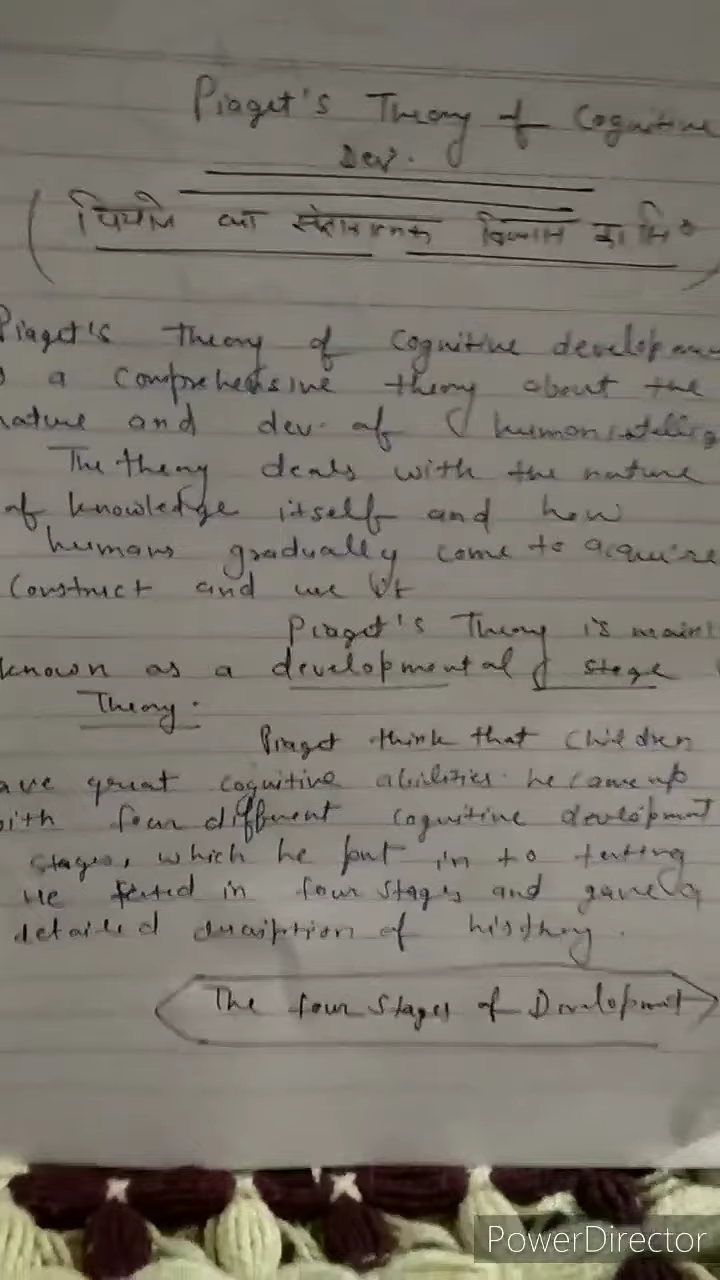 Piaget's Theory of Cognitive
Dev.
का विकास
Piaget's theory of cognitive developm
a comprehensive theory about the
nature and dev. of human intellig
The theory deals with the nature
of knowledge itself and how
humans gradually come to acquire
construct and use it
Piaget's Theory is mainl
known as a developmental stage
Theory:
Piaget think that children
ave great cognitive abilities. he came up
with four different cognitive development
stages, which he put in to testing
He tested in four stages and gave a
detailed of his
The four stages of Development
PowerDirector